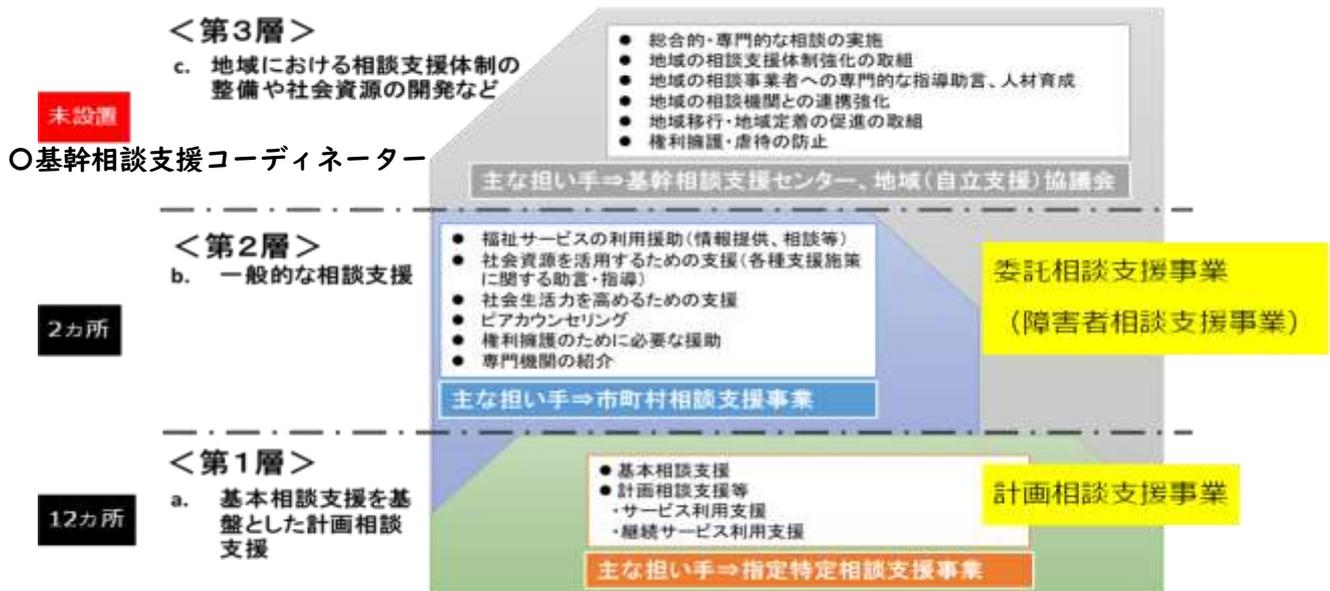 ＜第３層＞
c. 地域における相談支援体制の
整備や社会資源の開発など
未設置
〇基幹相談支援コーディネーター
● 総合的・専門的な相談の実施
● 地域の相談支援体制強化の取組
● 地域の相談事業者への専門的な指導助言、人材育成
● 地域の相談機関との連携強化
● 地域移行・地域定着の促進の取組
● 権利擁護・虐待の防止
主な担い手⇒基幹相談支援センター、地域（自立支援）協議会
＜第２層＞
b. 一般的な相談支援
2ヵ所
● 福祉サービスの利用援助（情報提供、相談等）
● 社会資源を活用するための支援（各種支援施策
に関する助言・指導）
● 社会生活力を高めるための支援
● ピアカウンセリング
● 権利擁護のために必要な援助
● 専門機関の紹介
主な担い手⇒市町村相談支援事業
委託相談支援事業
（障害者相談支援事業）
＜第１層＞
a. 基本相談支援を基
盤とした計画相談
支援
12ヵ所
● 基本相談支援
● 計画相談支援等
・サービス利用支援
・継続サービス利用支援
主な担い手⇒指定特定相談支援事業
計画相談支援事業